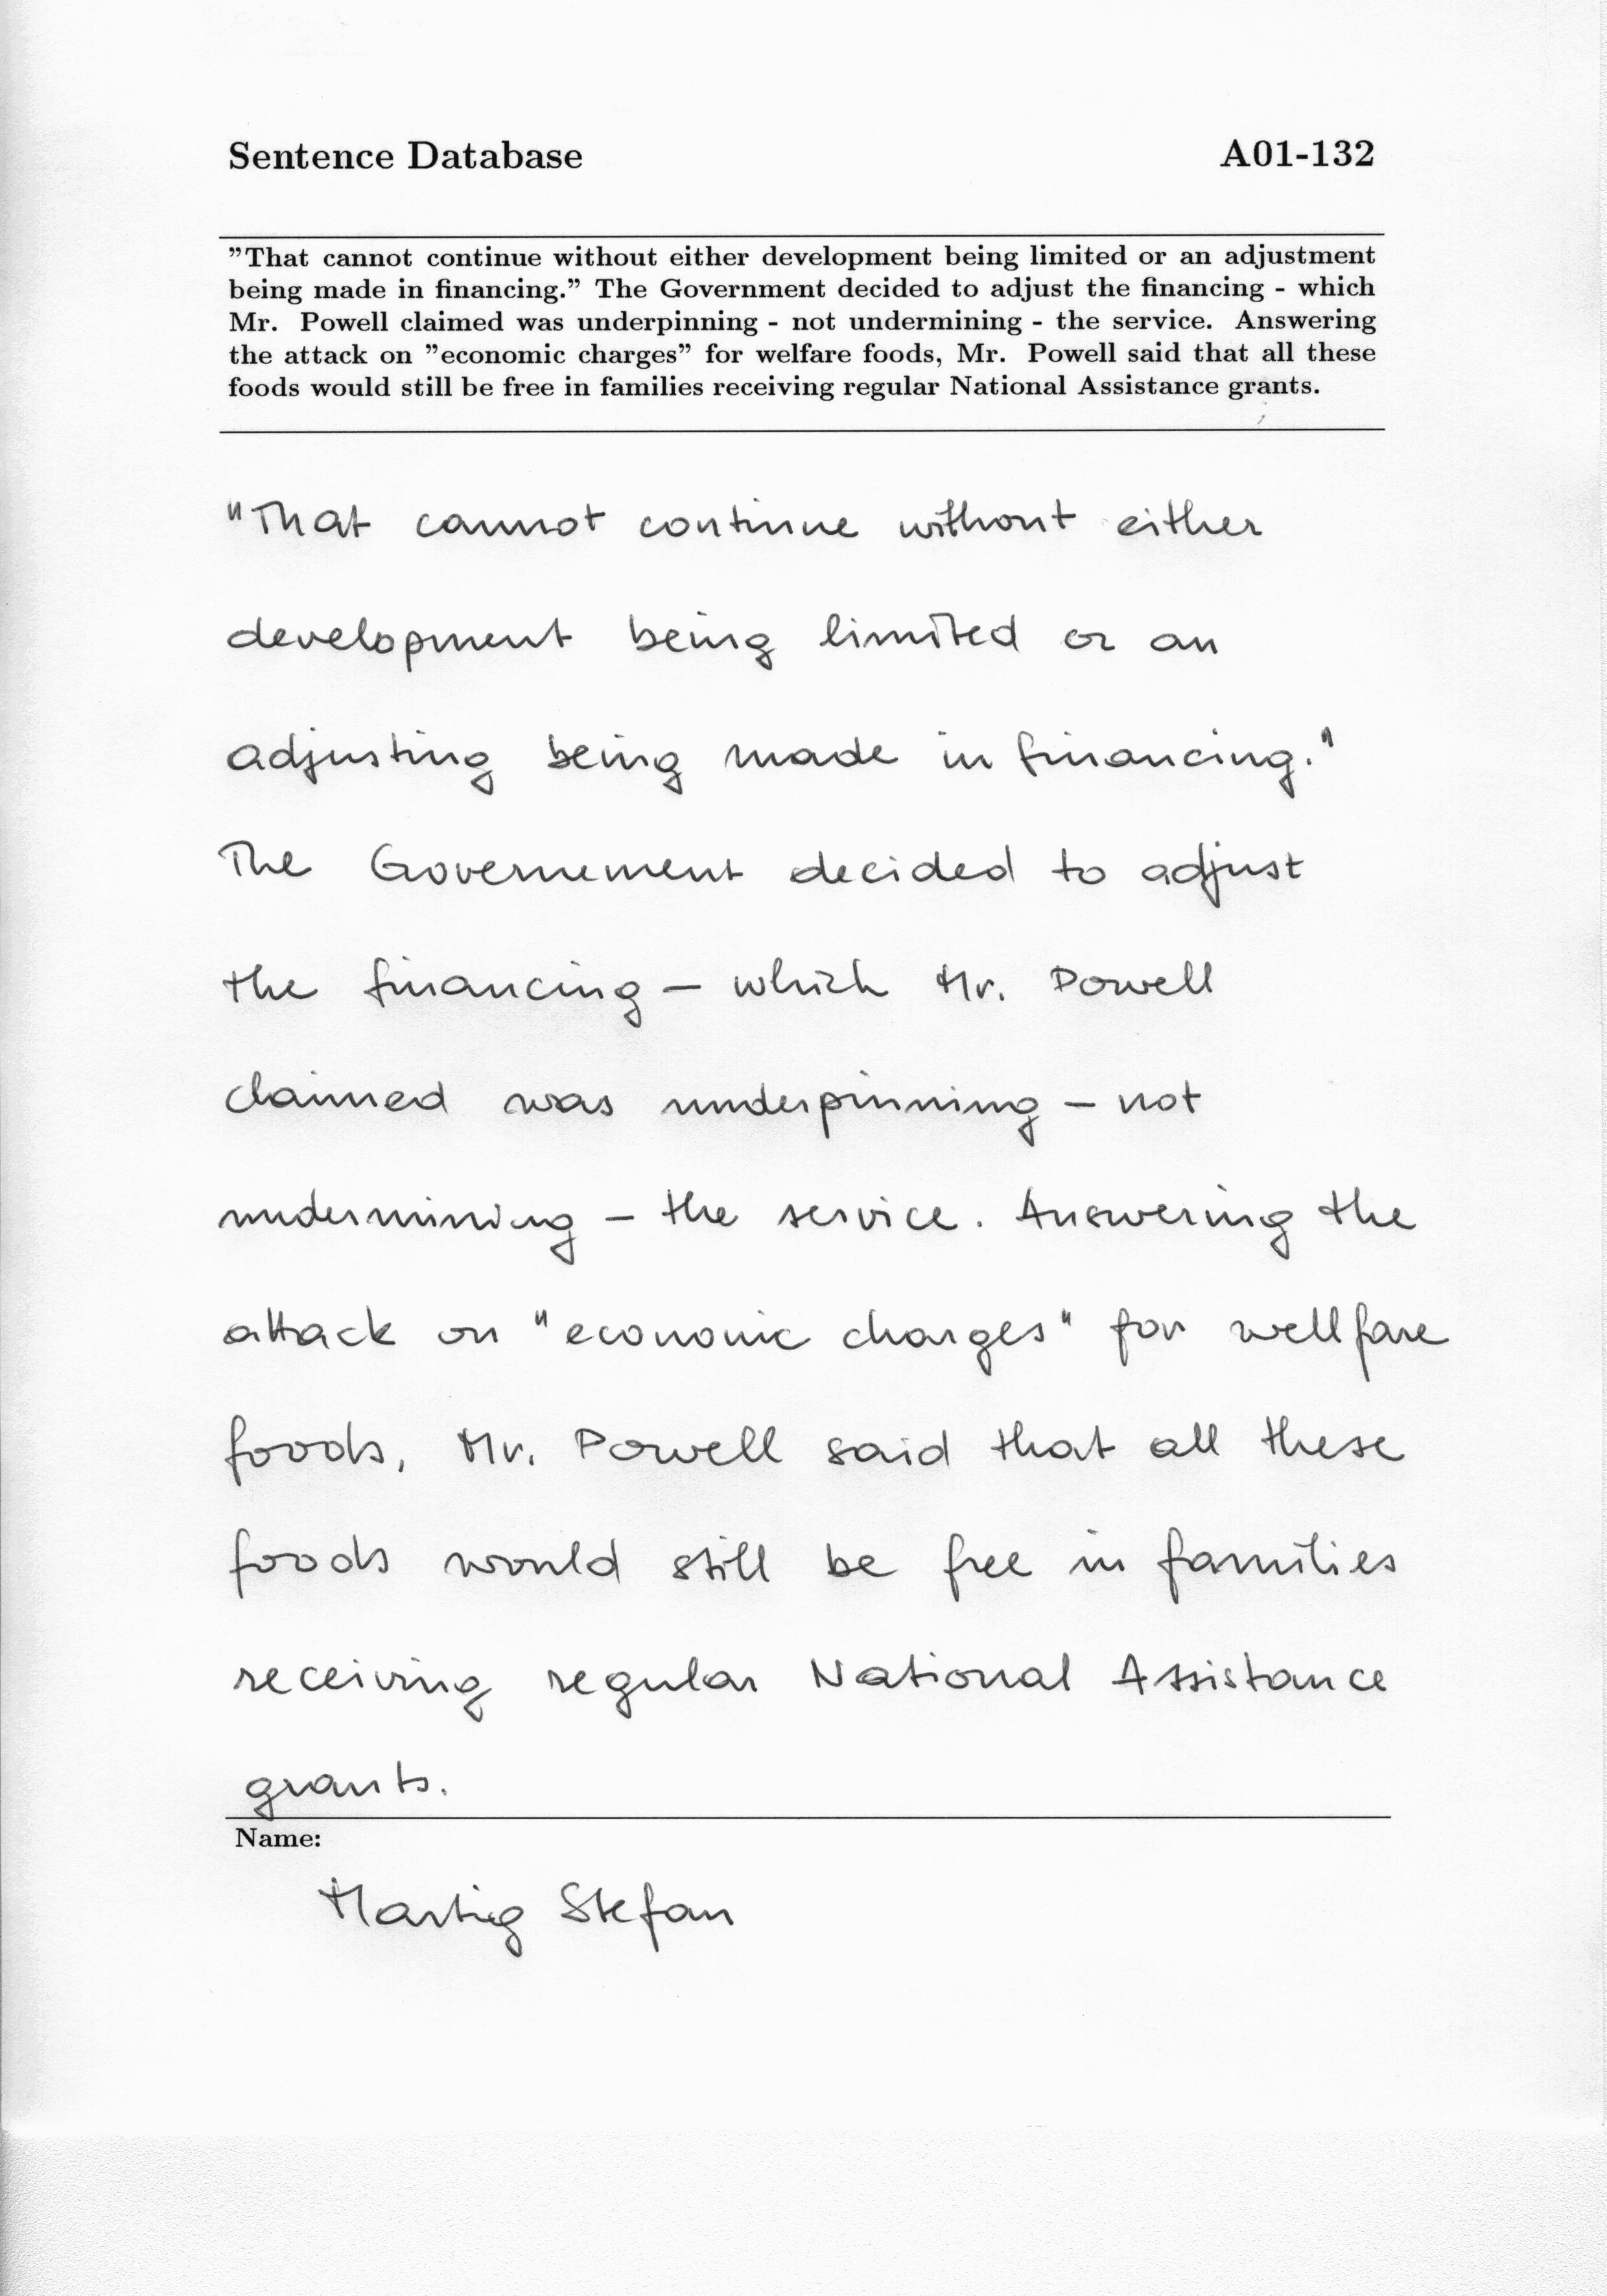 Sentence Database A01-132
”That cannot continue without either development being limited or an adjustment
being made in financing.” The Government decided to adjust the financing - which
Mr. Powell claimed was underpinning - not undermining - the service. Answering
the attack on ”economic charges” for welfare foods, Mr. Powell said that all these
foods would still be free in families receiving regular National Assistance grants.
"That cannot continue without either
development being limited or an
adjusting being made in financing."
The Governement decided to adjust
the financing – which Mr. Powell
claimed was underpinning – not
undermining – the service. Answering the
attack on "economic charges" for wellfare
foods, Mr. Powell said that all these
foods would still be free in families
receiving regular National Assistance
grants.
Name:
Martig Stefan